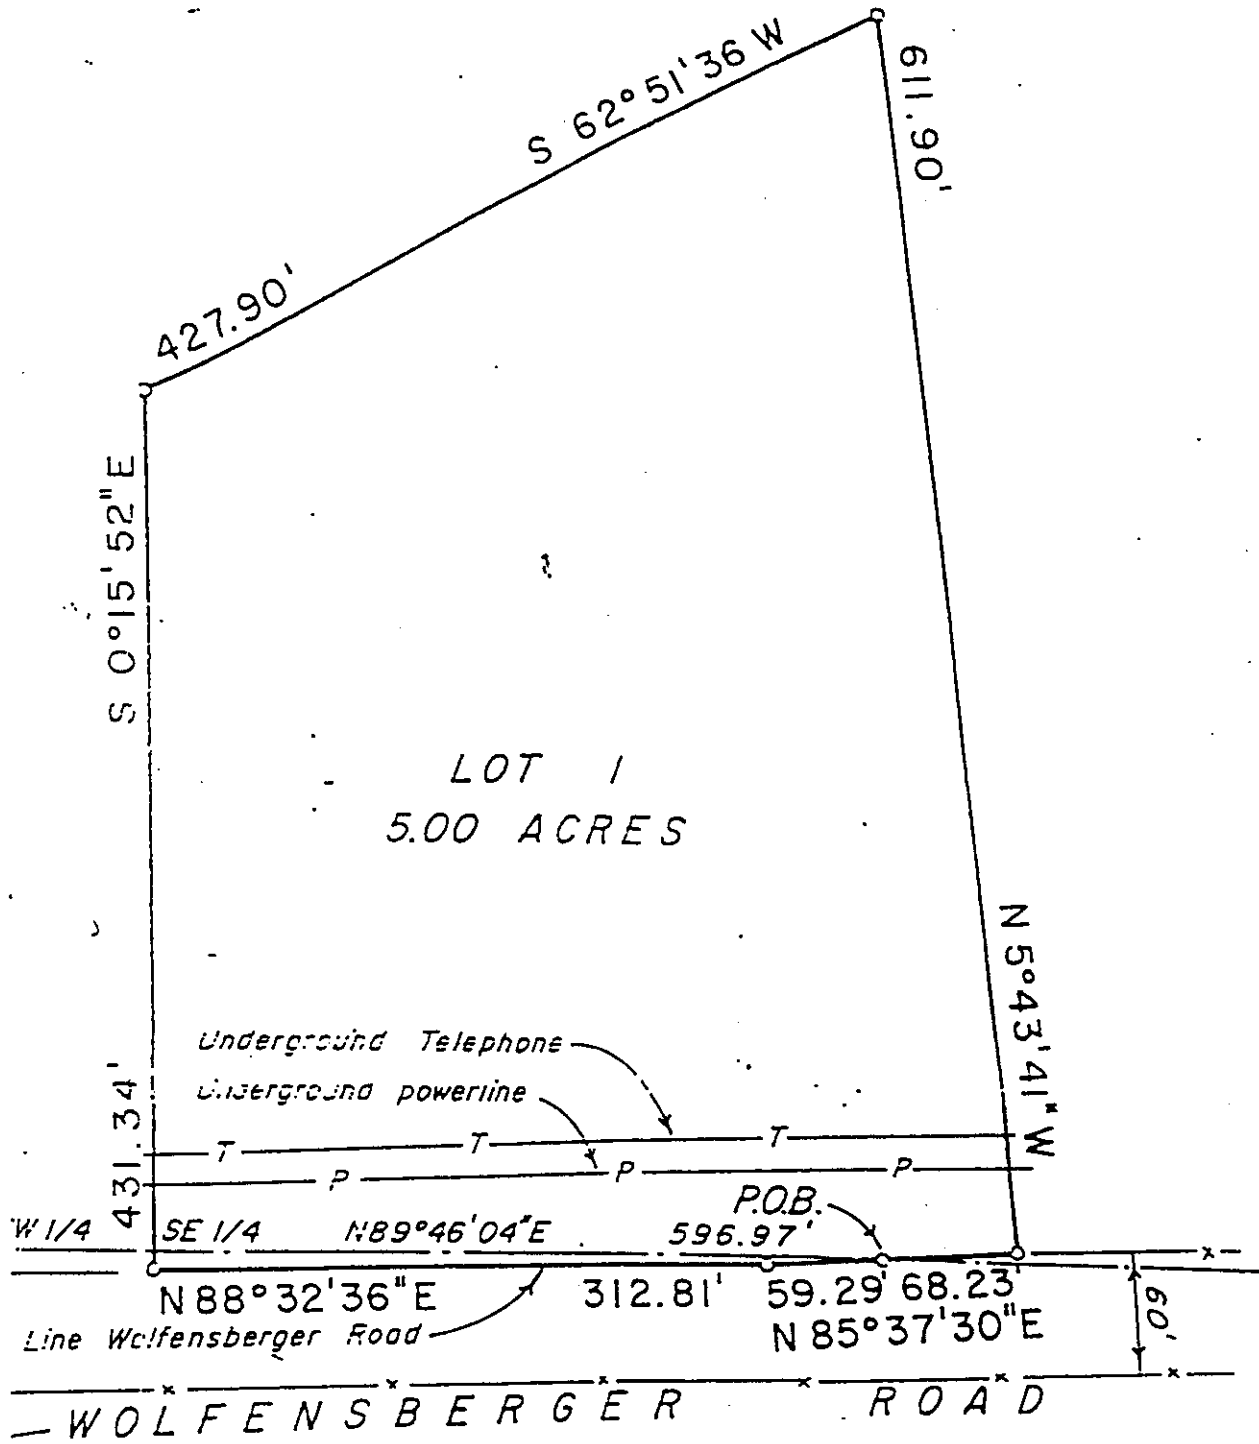 S 62°51'36 W
611.90'
427.90'
S 0°15'52"E
LOT 1
5.00 ACRES
N 5°43'41"W
Underground Telephone
Underground powerline
431.34'
T T T
P P P
P.O.B.
W 1/4 SE 1/4 N89°46'04"E 596.97'
N 88°32'36"E 312.81' 59.29' 68.23'
N 85°37'30"E
60'
Line Wolfensberger Road
WOLFENSBERGER ROAD